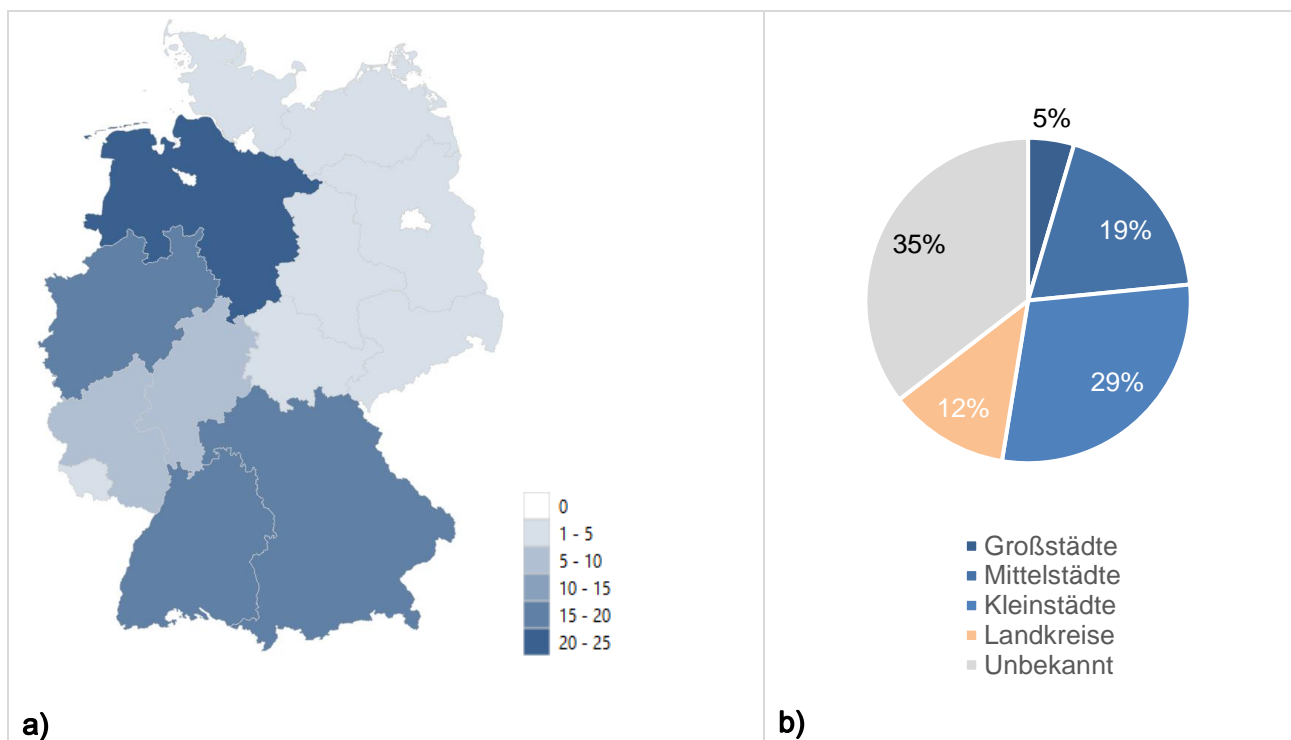 0
1 - 5
5 - 10
10 - 15
15 - 20
20 - 25
a)
5%
19%
35%
29%
12%
Großstädte
Mittelstädte
Kleinstädte
Landkreise
Unbekannt
b)